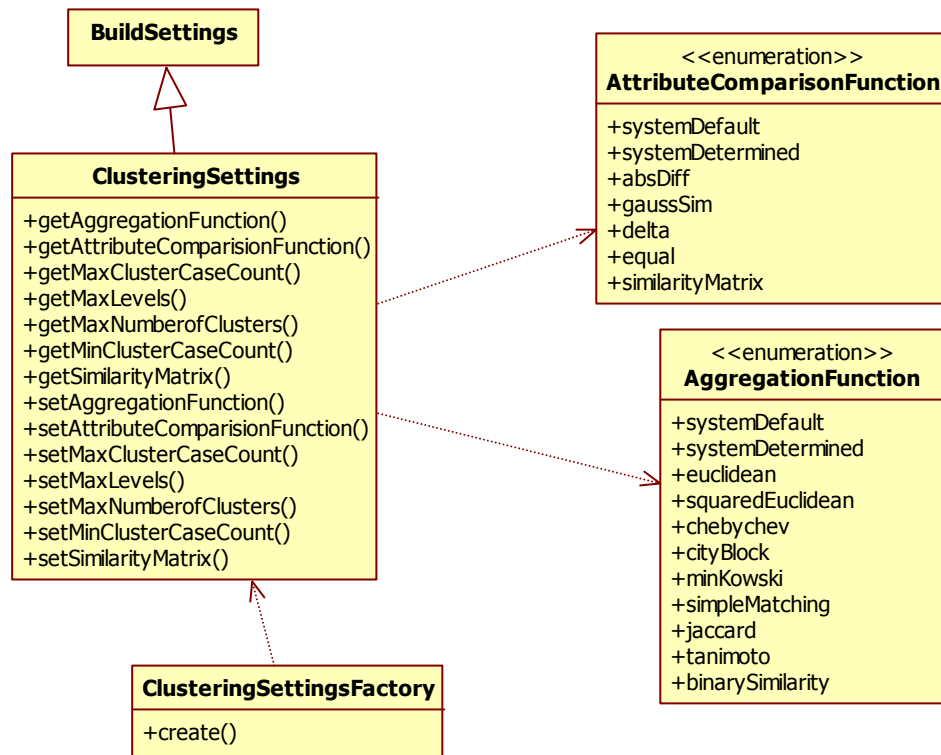 BuildSettings
ClusteringSettings
+getAggregationFunction()
+getAttributeComparisionFunction()
+getMaxClusterCaseCount()
+getMaxLevels()
+getMaxNumberofClusters()
+getMinClusterCaseCount()
+getSimilarityMatrix()
+setAggregationFunction()
+setAttributeComparisionFunction()
+setMaxClusterCaseCount()
+setMaxLevels()
+setMaxNumberofClusters()
+setMinClusterCaseCount()
+setSimilarityMatrix()
ClusteringSettingsFactory
+create()
<<enumeration>>
AttributeComparisonFunction
+systemDefault
+systemDetermined
+absDiff
+gaussSim
+delta
+equal
+similarityMatrix
<<enumeration>>
AggregationFunction
+systemDefault
+systemDetermined
+euclidean
+squaredEuclidean
+chebychev
+cityBlock
+minKowski
+simpleMatching
+jaccard
+tanimoto
+binarySimilarity